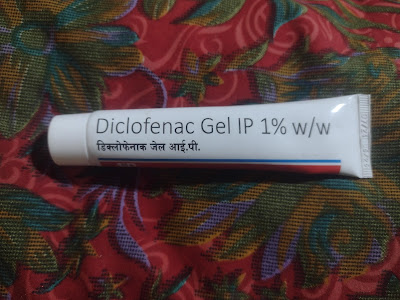 Diclofenac Gel IP 1% w/w
डिक्लोफेनाक जेल आई.पी.